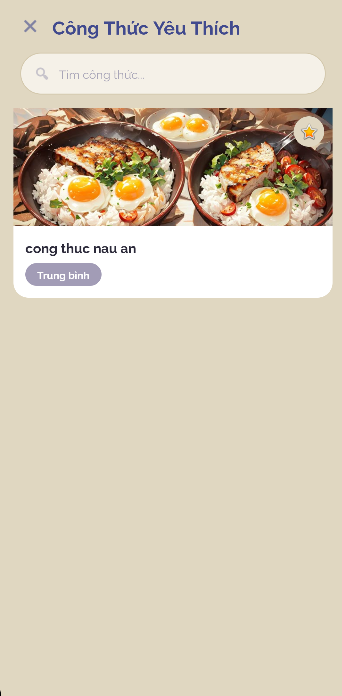 Công Thức Yêu Thích
Tìm công thức...
cong thuc nau an
Trung bình